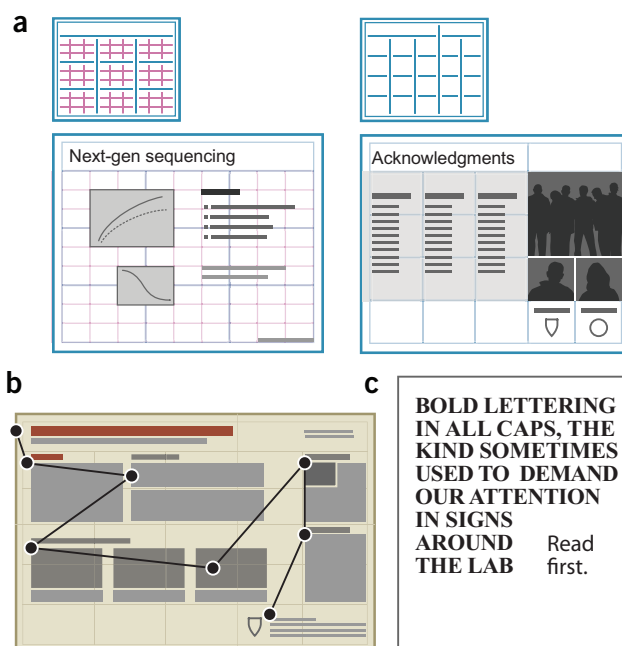 a
Next-gen sequencing
Acknowledgments
b
c
BOLD LETTERING
IN ALL CAPS, THE
KIND SOMETIMES
USED TO DEMAND
OUR ATTENTION
IN SIGNS
AROUND
THE LAB
Read
first.